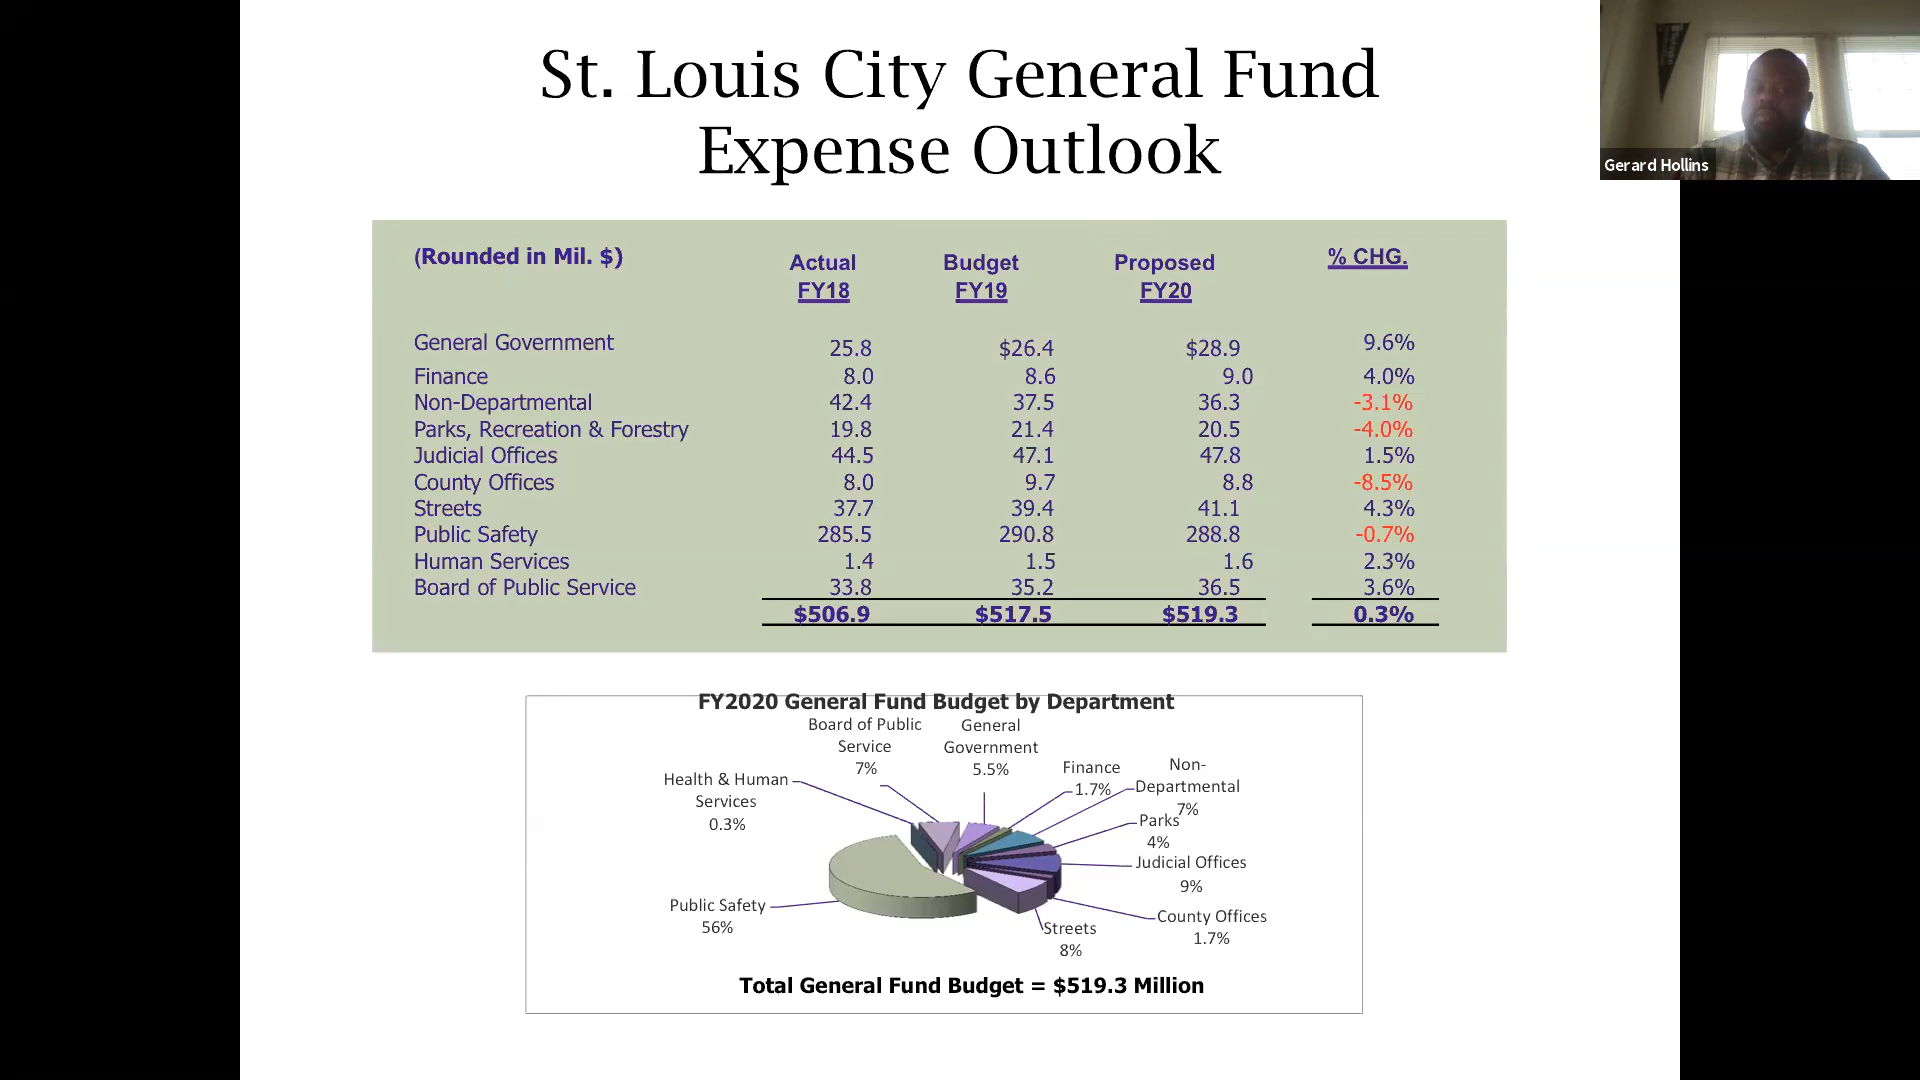 St. Louis City General Fund
Expense Outlook
Gerard Hollins
(Rounded in Mil. $) Actual Budget Proposed % CHG.
FY18 FY19 FY20
General Government 25.8 $26.4 $28.9 9.6%
Finance 8.0 8.6 9.0 4.0%
Non-Departmental 42.4 37.5 36.3 -3.1%
Parks, Recreation & Forestry 19.8 21.4 20.5 -4.0%
Judicial Offices 44.5 47.1 47.8 1.5%
County Offices 8.0 9.7 8.8 -8.5%
Streets 37.7 39.4 41.1 4.3%
Public Safety 285.5 290.8 288.8 -0.7%
Human Services 1.4 1.5 1.6 2.3%
Board of Public Service 33.8 35.2 36.5 3.6%
$506.9 $517.5 $519.3 0.3%
FY2020 General Fund Budget by Department
Board of Public
Service
7%
General
Government
5.5%
Finance
1.7%
Non-
Departmental
7%
Health & Human
Services
0.3%
Parks
4%
Judicial Offices
9%
Public Safety
56%
County Offices
1.7%
Streets
8%
Total General Fund Budget = $519.3 Million